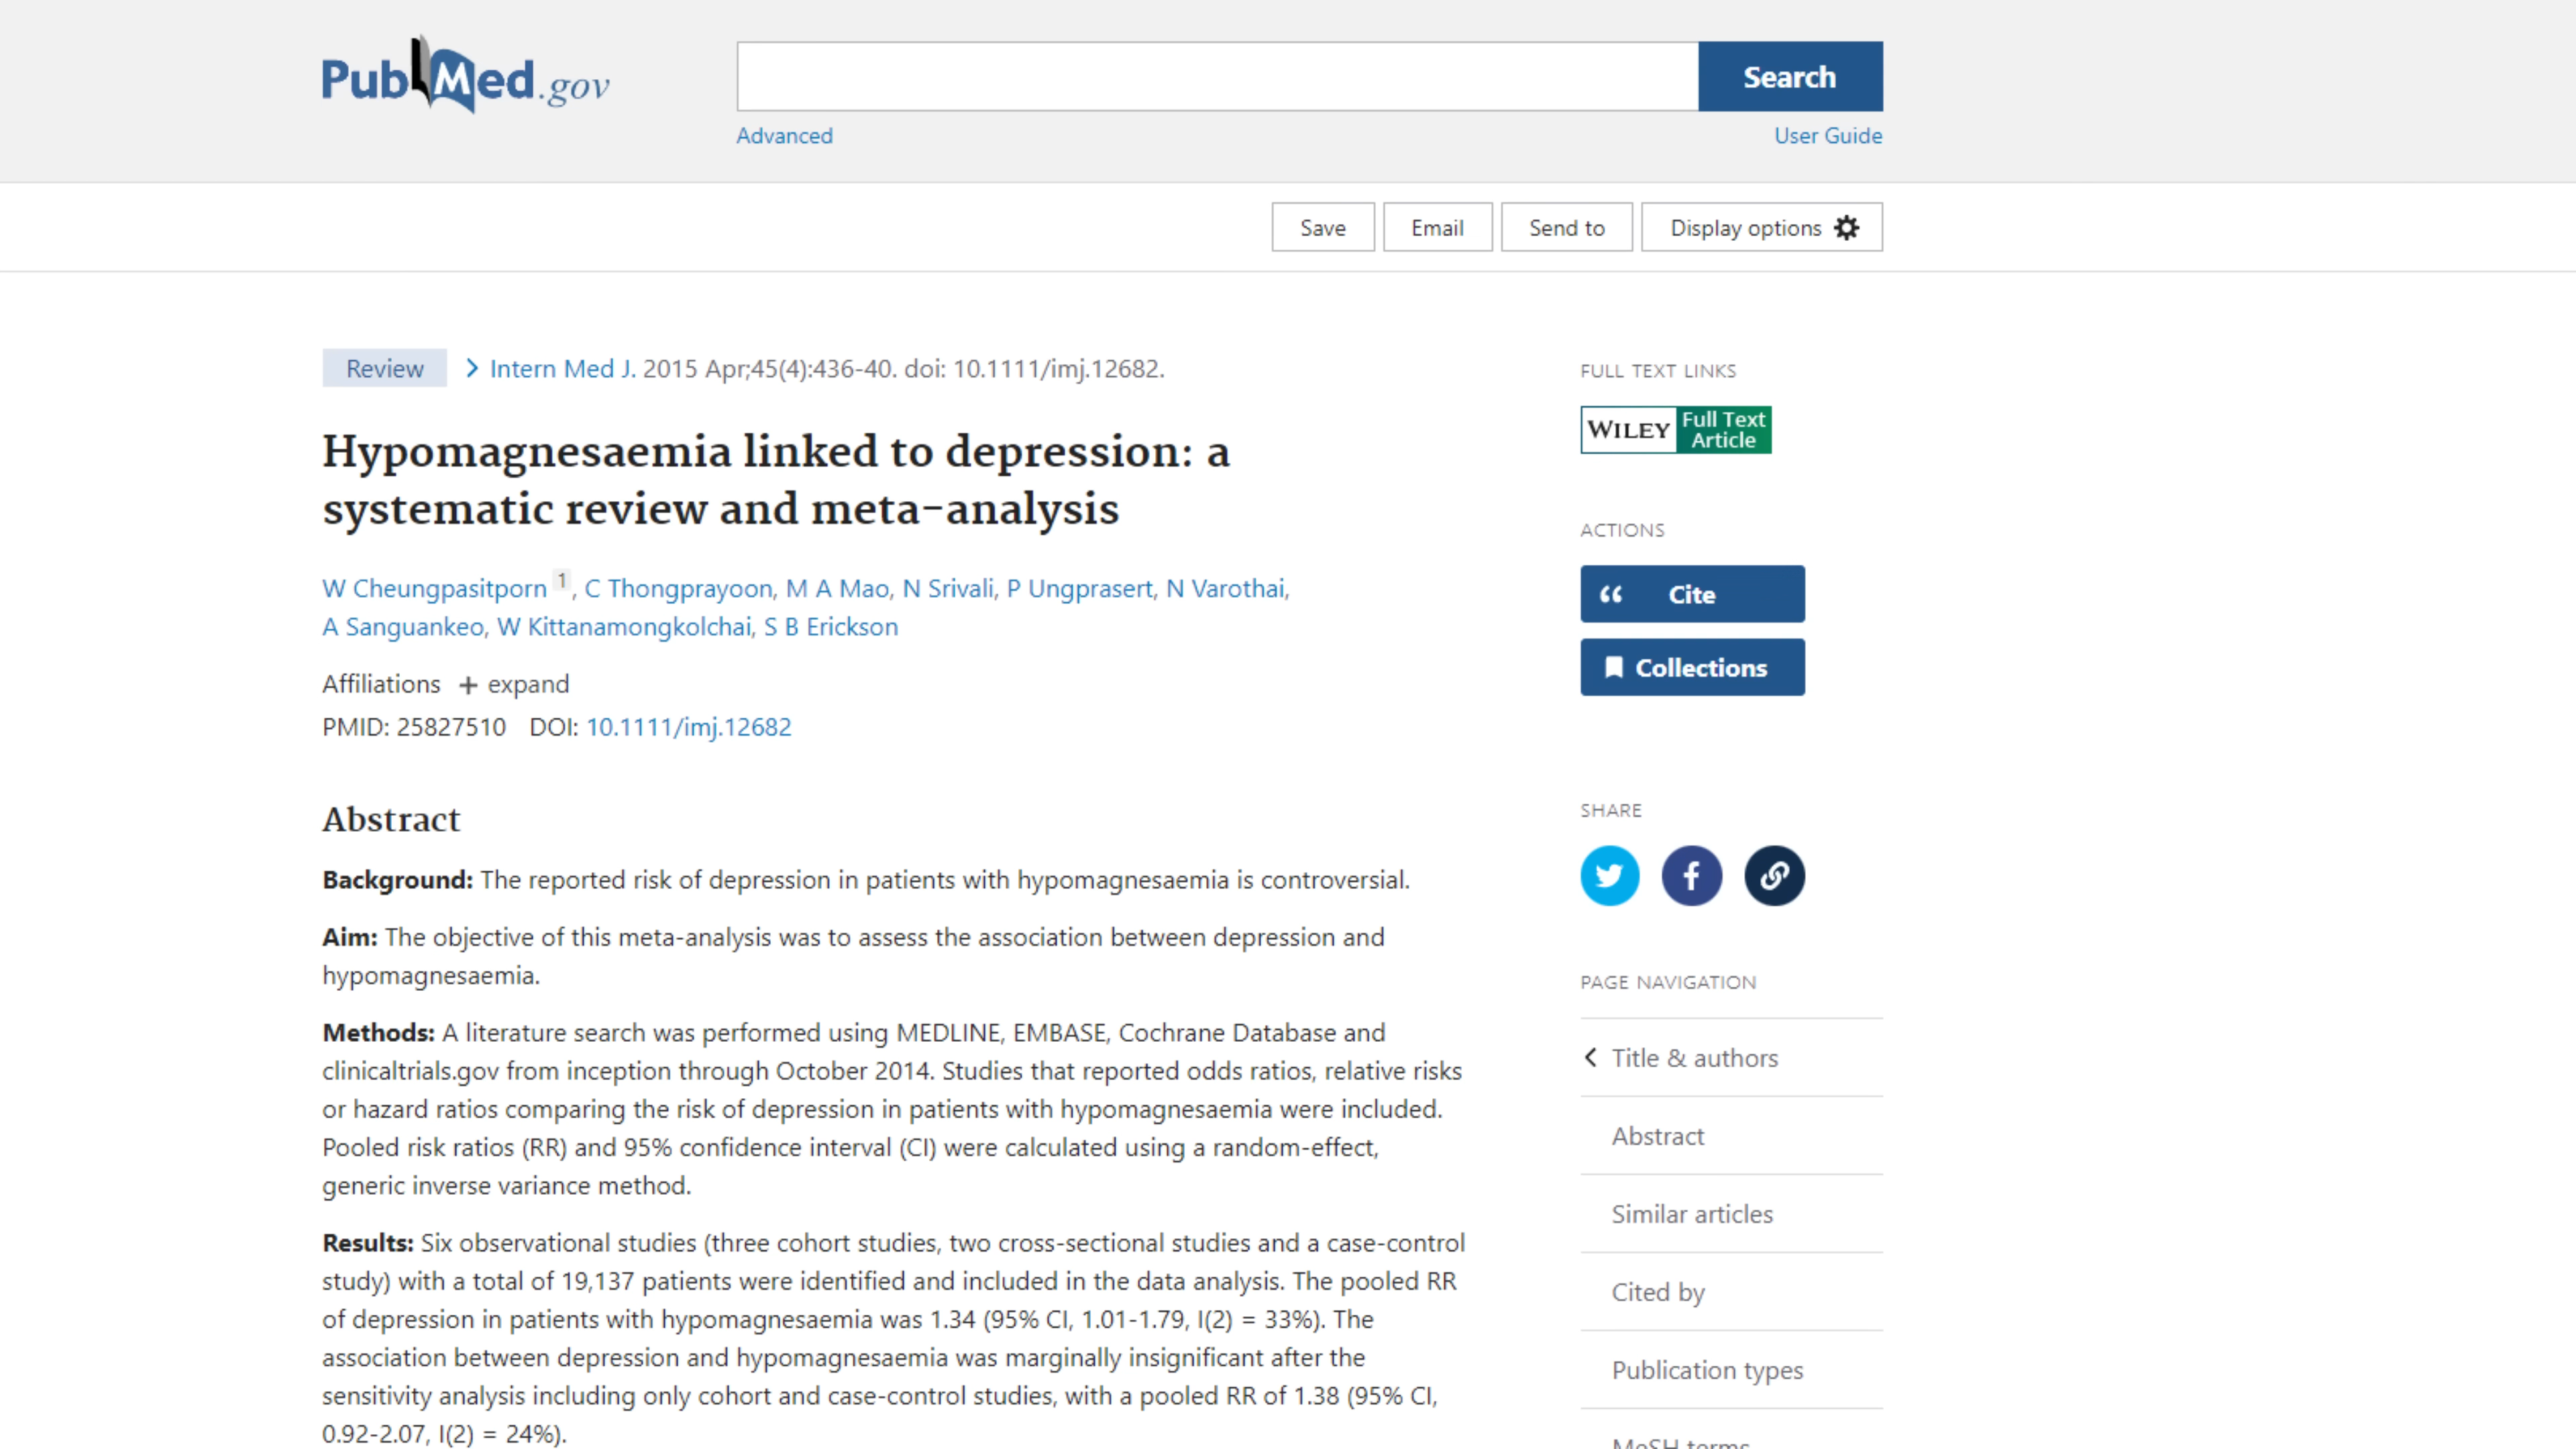 PubMed.gov
Search
Advanced
User Guide
Save
Email
Send to
Display options
Review
Intern Med J. 2015 Apr;45(4):436-40. doi: 10.1111/imj.12682.
Hypomagnesaemia linked to depression: a
systematic review and meta-analysis
W Cheungpasitporn 1, C Thongprayoon, M A Mao, N Srivali, P Ungprasert, N Varothai,
A Sanguankeo, W Kittanamongkolchai, S B Erickson
Affiliations + expand
PMID: 25827510 DOI: 10.1111/imj.12682
Abstract
Background: The reported risk of depression in patients with hypomagnesaemia is controversial.
Aim: The objective of this meta-analysis was to assess the association between depression and
hypomagnesaemia.
Methods: A literature search was performed using MEDLINE, EMBASE, Cochrane Database and
clinicaltrials.gov from inception through October 2014. Studies that reported odds ratios, relative risks
or hazard ratios comparing the risk of depression in patients with hypomagnesaemia were included.
Pooled risk ratios (RR) and 95% confidence interval (CI) were calculated using a random-effect,
generic inverse variance method.
Results: Six observational studies (three cohort studies, two cross-sectional studies and a case-control
study) with a total of 19,137 patients were identified and included in the data analysis. The pooled RR
of depression in patients with hypomagnesaemia was 1.34 (95% CI, 1.01-1.79, I(2) = 33%). The
association between depression and hypomagnesaemia was marginally insignificant after the
sensitivity analysis including only cohort and case-control studies, with a pooled RR of 1.38 (95% CI,
0.92-2.07, I(2) = 24%).
FULL TEXT LINKS
WILEY Full Text
Article
ACTIONS
Cite
Collections
SHARE
PAGE NAVIGATION
Title & authors
Abstract
Similar articles
Cited by
Publication types
MeSH terms